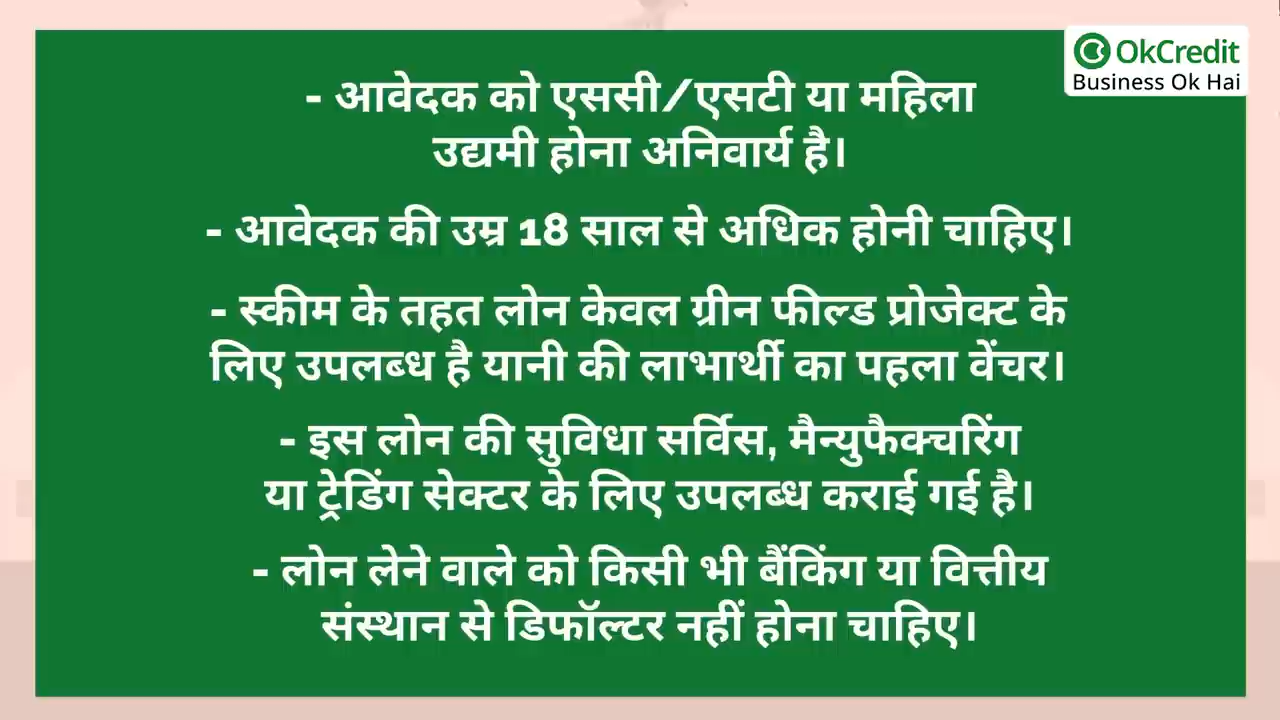 OkCredit
Business Ok Hai
- आवेदक को एससी/एसटी या महिला
उद्यमी होना अनिवार्य है।
- आवेदक की उम्र 18 साल से अधिक होनी चाहिए।
- स्कीम के तहत लोन केवल ग्रीन फील्ड प्रोजेक्ट के
लिए उपलब्ध है यानी की लाभार्थी का पहला वेंचर।
- इस लोन की सुविधा सर्विस, मैन्युफैक्चरिंग
या ट्रेडिंग सेक्टर के लिए उपलब्ध कराई गई है।
- लोन लेने वाले को किसी भी बैंकिंग या वित्तीय
संस्थान से डिफॉल्टर नहीं होना चाहिए।